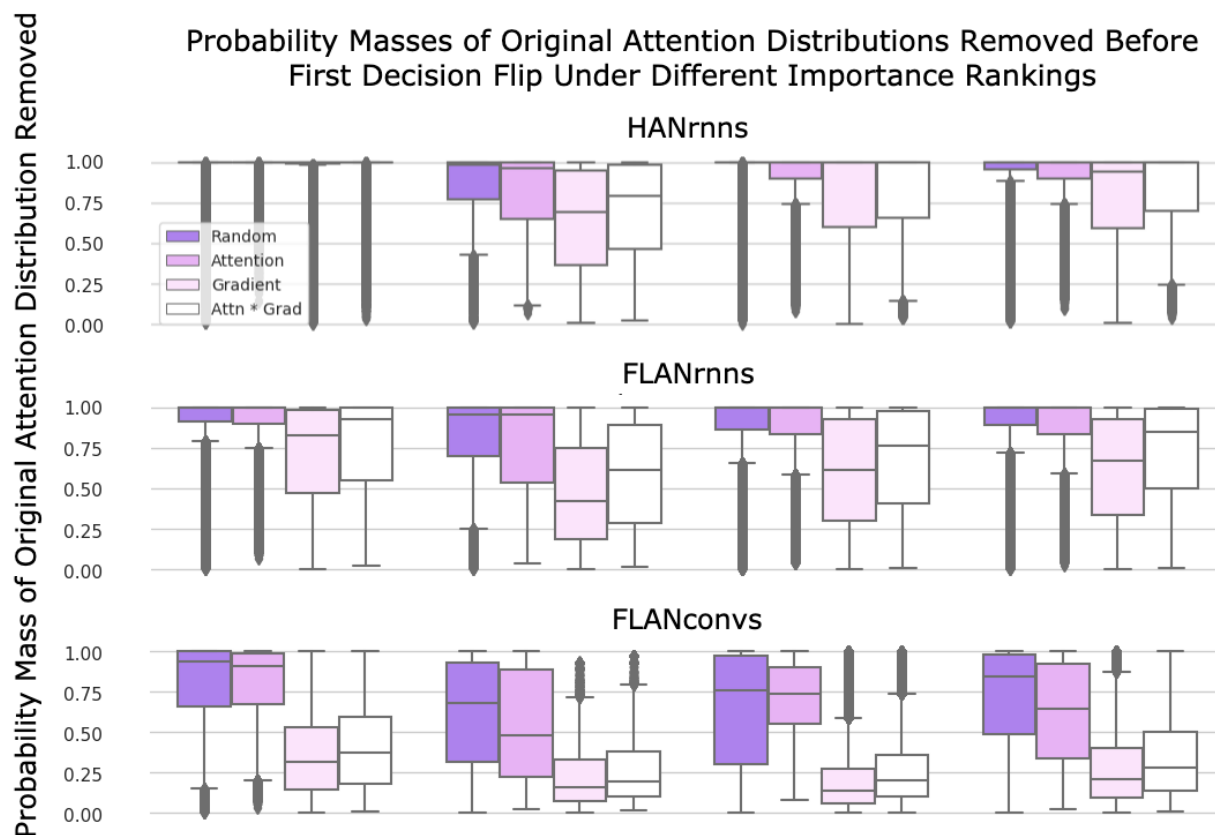 Probability Masses of Original Attention Distributions Removed Before
First Decision Flip Under Different Importance Rankings
Probability Mass of Original Attention Distribution Removed
HANrnns
1.00
0.75
0.50
0.25
0.00
Random
Attention
Gradient
Attn * Grad
FLANrnns
1.00
0.75
0.50
0.25
0.00
FLANconvs
1.00
0.75
0.50
0.25
0.00